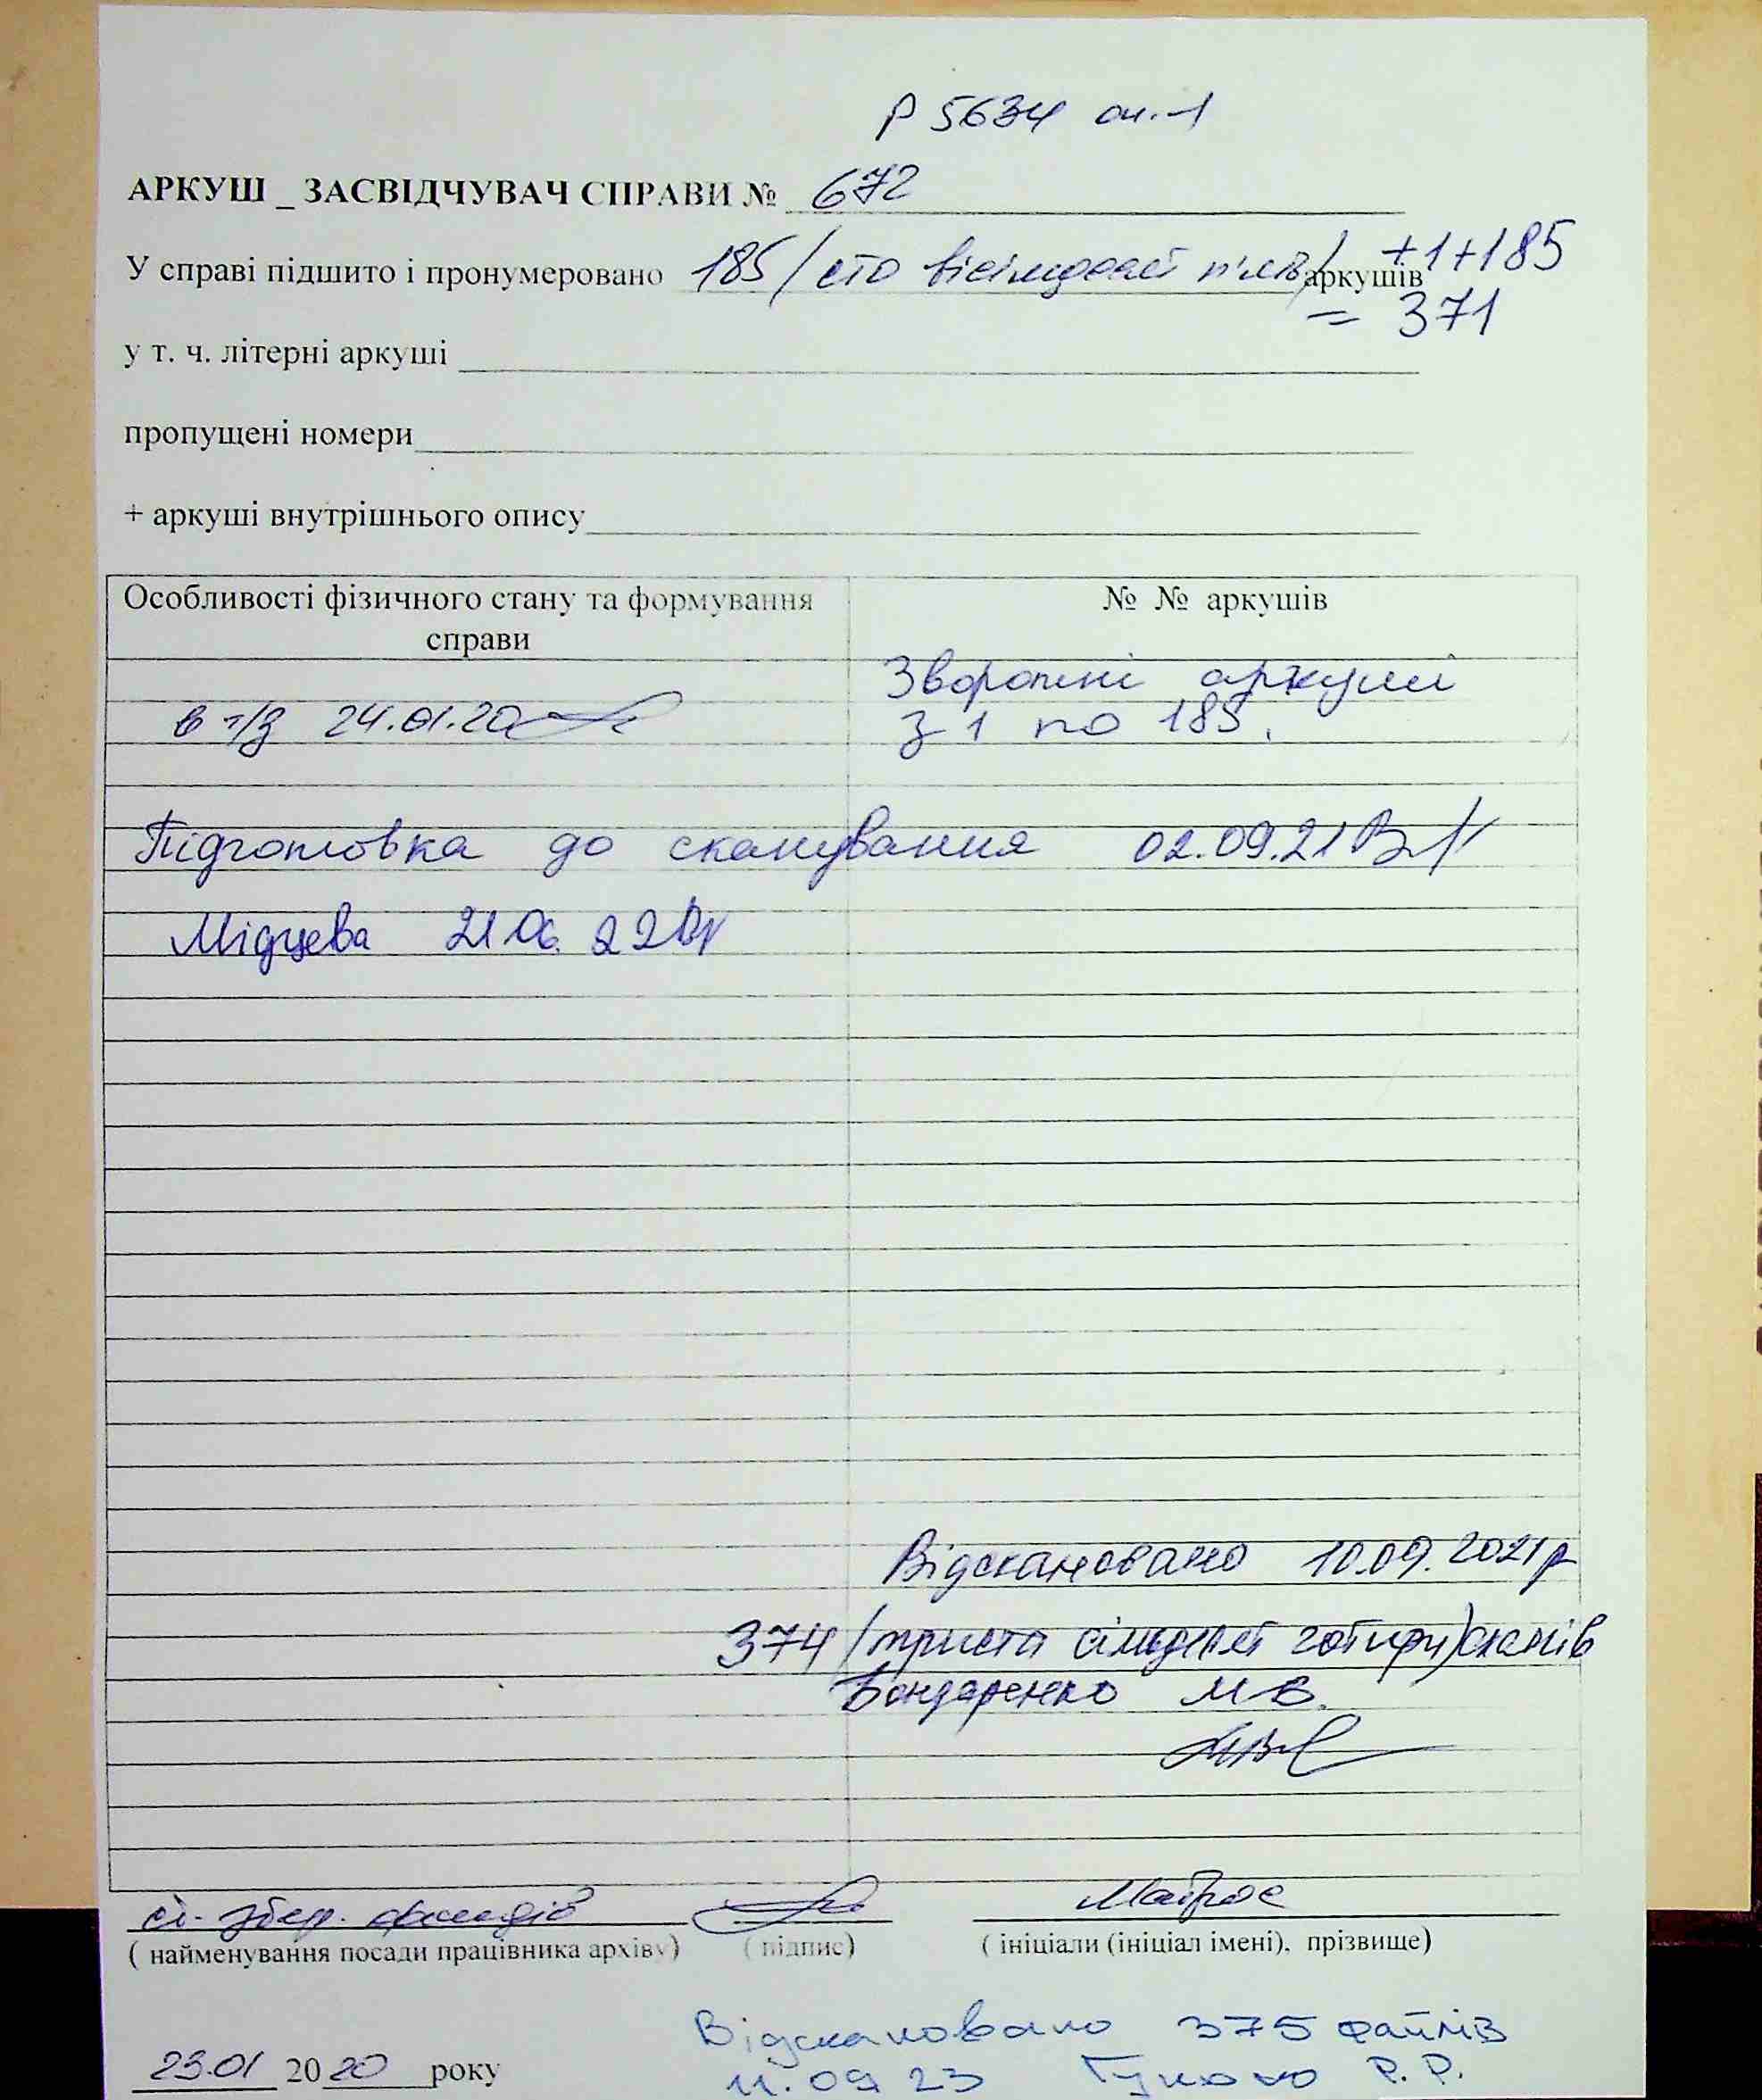 Р 5634 оп. 1
АРКУШ _ ЗАСВІДЧУВАЧ СПРАВИ № 672
У справі підшито і пронумеровано 185 /сто вісімдесят п'ять/ аркушів +1+185
= 371
у т. ч. літерні аркуші
пропущені номери
+ аркуші внутрішнього опису
Особливості фізичного стану та формування справи
№ № аркушів
Зворотні аркуші
з 1 по 185.
в т/з 24.01.20
Підготовка до сканування 02.09.21
21.06.22
Відскановано 10.09.2021р
374 /триста сімдесят чотири)сканів
Бондаренко М В.
ст. збер. фондів
Матрос
( найменування посади працівника архіву) ( підпис) ( ініціали (ініціал імені), прізвище)
Відскановано 375 файлів
23.01 2020 року
11.09 23 Р. Р.